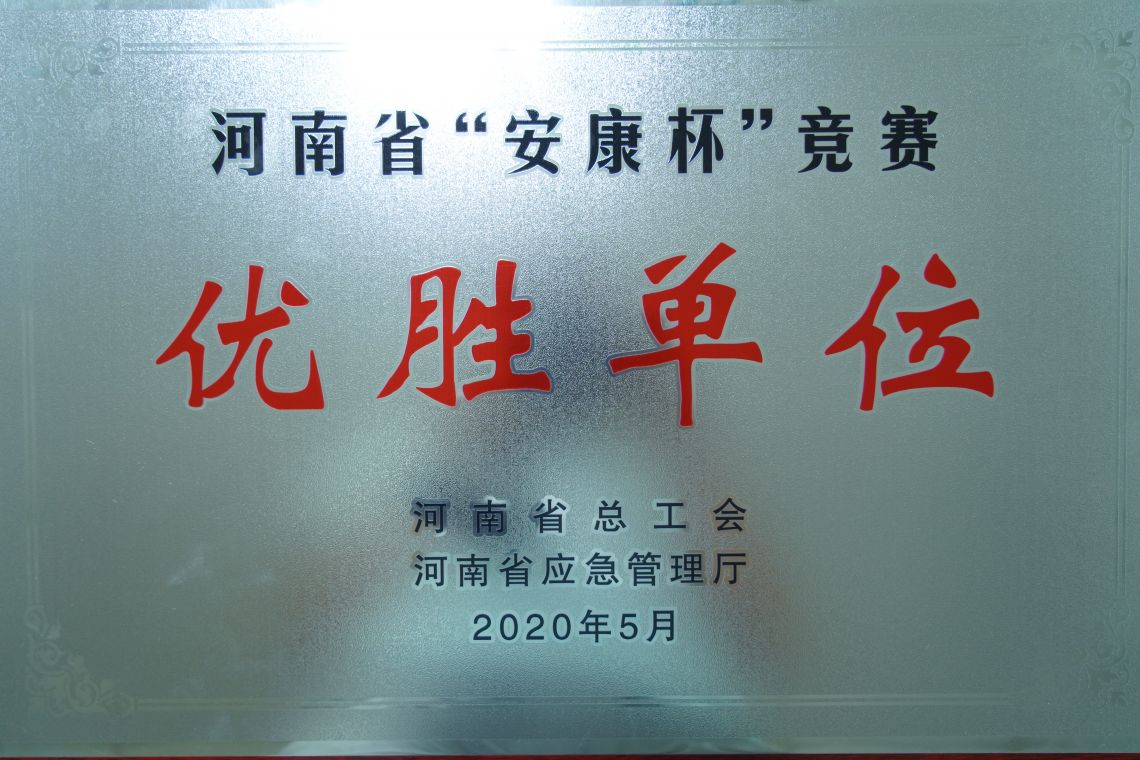 河南省“安康杯”竞赛
优胜单位
河南省总工会
河南省应急管理厅
2020年5月